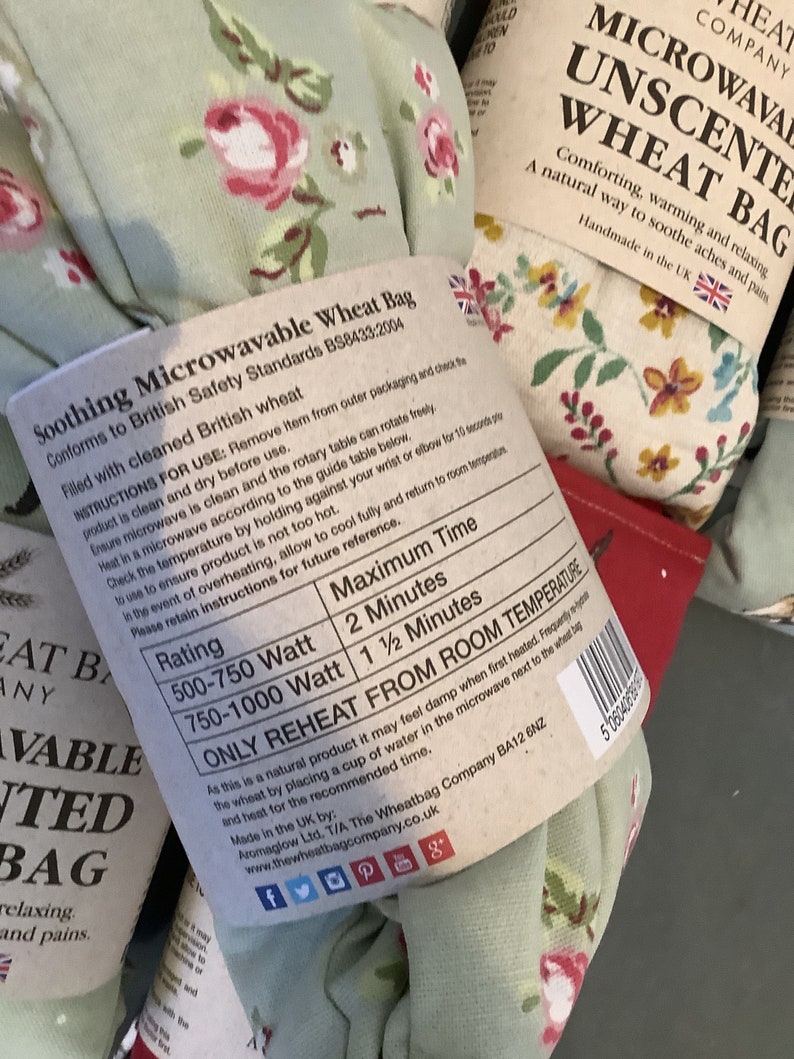 Soothing Microwavable Wheat Bag
Conforms to British Safety Standards BS8433:2004
Filled with cleaned British wheat
INSTRUCTIONS FOR USE: Remove item from outer packaging and check the
product is clean and dry before use.
Ensure microwave is clean and the rotary table can rotate freely.
Heat in a microwave according to the guide table below.
Check the temperature by holding against your wrist or elbow for 10 seconds prior
to use to ensure product is not too hot.
In the event of overheating, allow to cool fully and return to room temperature.
Please retain instructions for future reference.
Rating Maximum Time
500-750 Watt 2 Minutes
750-1000 Watt 1 ½ Minutes
ONLY REHEAT FROM ROOM TEMPERATURE
As this is a natural product it may feel damp when first heated. Frequently re-hydrate
the wheat by placing a cup of water in the microwave next to the wheat bag
and heat for the recommended time.
Made in the UK by:
Aromaglow Ltd. T/A The Wheatbag Company BA12 6NZ
www.thewheatbagcompany.co.uk
f
P
You Tube
g+
WHEAT
COMPANY
MICROWAVABL
UNSCENTE
WHEAT BAG
Comforting, warming and relaxing
A natural way to soothe aches and pains
Handmade in the UK
EAT BA
ANY
AVABLE
NTED
BAG
relaxing.
and pains.